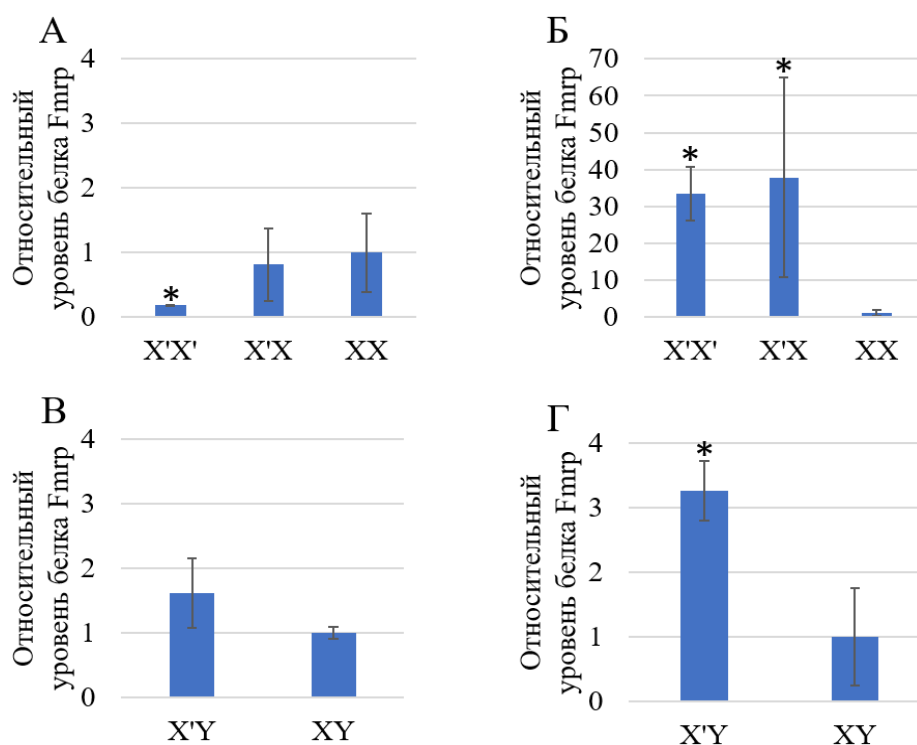 А
Относительный
уровень белка Fmrp
4
3
2
1
0
*
X'X'
X'X
XX
Б
Относительный
уровень белка Fmrp
70
60
50
40
30
20
10
0
*
*
X'X'
X'X
XX
В
Относительный
уровень белка Fmrp
4
3
2
1
0
X'Y
XY
Г
Относительный
уровень белка Fmrp
4
3
2
1
0
*
X'Y
XY